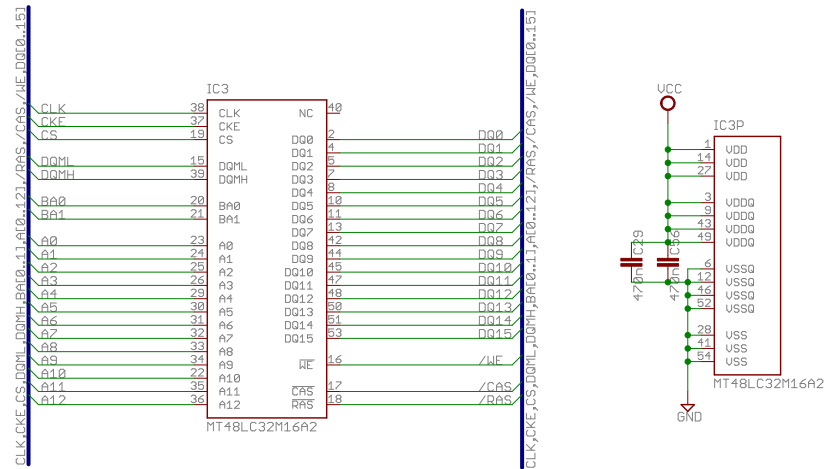 CLK,CKE,CS,DQML,DQMH,BA[0..1],A[0..12],/RAS,/CAS,/WE,DQ[0..15]
IC3
CLK 38 CLK NC 40
CKE 37 CKE
CS 19 CS DQ0 2 DQ0
DQ1 4 DQ1
DQML 15 DQML DQ2 5 DQ2
DQMH 39 DQMH DQ3 7 DQ3
DQ4 8 DQ4
BA0 20 BA0 DQ5 10 DQ5
BA1 21 BA1 DQ6 11 DQ6
DQ7 13 DQ7
A0 23 A0 DQ8 42 DQ8
A1 24 A1 DQ9 44 DQ9
A2 25 A2 DQ10 45 DQ10
A3 26 A3 DQ11 47 DQ11
A4 29 A4 DQ12 48 DQ12
A5 30 A5 DQ13 50 DQ13
A6 31 A6 DQ14 51 DQ14
A7 32 A7 DQ15 53 DQ15
A8 33 A8
A9 34 A9 WE 16 /WE
A10 22 A10
A11 35 A11 CAS 17 /CAS
A12 36 A12 RAS 18 /RAS
MT48LC32M16A2
CLK,CKE,CS,DQML,DQMH,BA[0..1],A[0..12],/RAS,/CAS,/WE,DQ[0..15]
VCC
IC3P
1 VDD
14 VDD
27 VDD
3 VDDQ
9 VDDQ
43 VDDQ
49 VDDQ
C29
470n
C56
470n
6 VSSQ
12 VSSQ
46 VSSQ
52 VSSQ
28 VSS
41 VSS
54 VSS
MT48LC32M16A2
GND